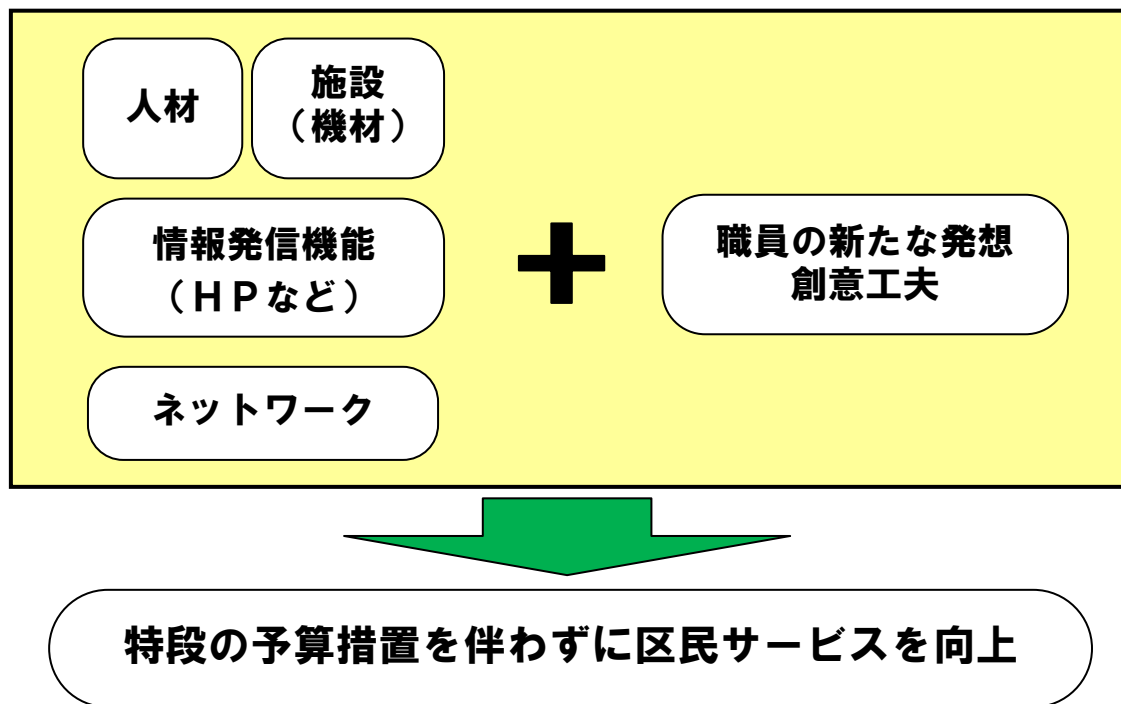 人材
施設
（機材）
情報発信機能
（ＨＰなど）
ネットワーク
＋
職員の新たな発想
創意工夫
特段の予算措置を伴わずに区民サービスを向上